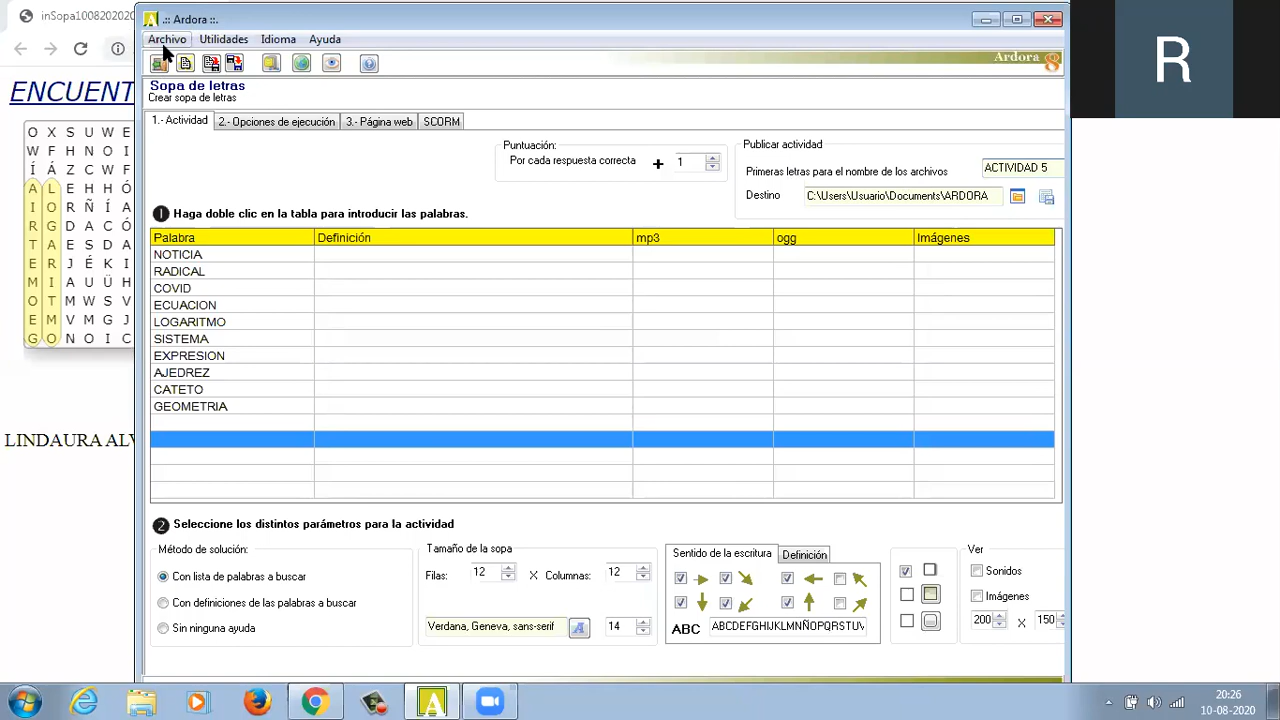 inSopa1008202020
.:: Ardora ::.
Archivo Utilidades Idioma Ayuda
Ardora
Sopa de letras
Crear sopa de letras
1.- Actividad 2.- Opciones de ejecución 3.- Página web SCORM
Puntuación:
Por cada respuesta correcta + 1
Publicar actividad
Primeras letras para el nombre de los archivos ACTIVIDAD 5
Destino C:\Users\Usuario\Documents\ARDORA
1 Haga doble clic en la tabla para introducir las palabras.
Palabra Definición mp3 ogg Imágenes
NOTICIA
RADICAL
COVID
ECUACION
LOGARITMO
SISTEMA
EXPRESION
AJEDREZ
CATETO
GEOMETRIA
2 Seleccione los distintos parámetros para la actividad
Método de solución:
Con lista de palabras a buscar
Con definiciones de las palabras a buscar
Sin ninguna ayuda
Tamaño de la sopa
Filas: 12 X Columnas: 12
Verdana, Geneva, sans-serif 14
Sentido de la escritura Definición
ABC ABCDEFGHIJKLMNÑOPQRSTUV
Ver
Sonidos
Imágenes
200 X 150
ENCUENT
O X S U W E
W F H N O I
Í Á Z C W F
A L E H H Ó
I O R Ñ Í A
R G D A C Ó
T A E S D A
E R J É K I
M I A U Ü H
O T M W S V
E M V M G J
G O N O I C
LINDAURA ALV
R
20:26
10-08-2020